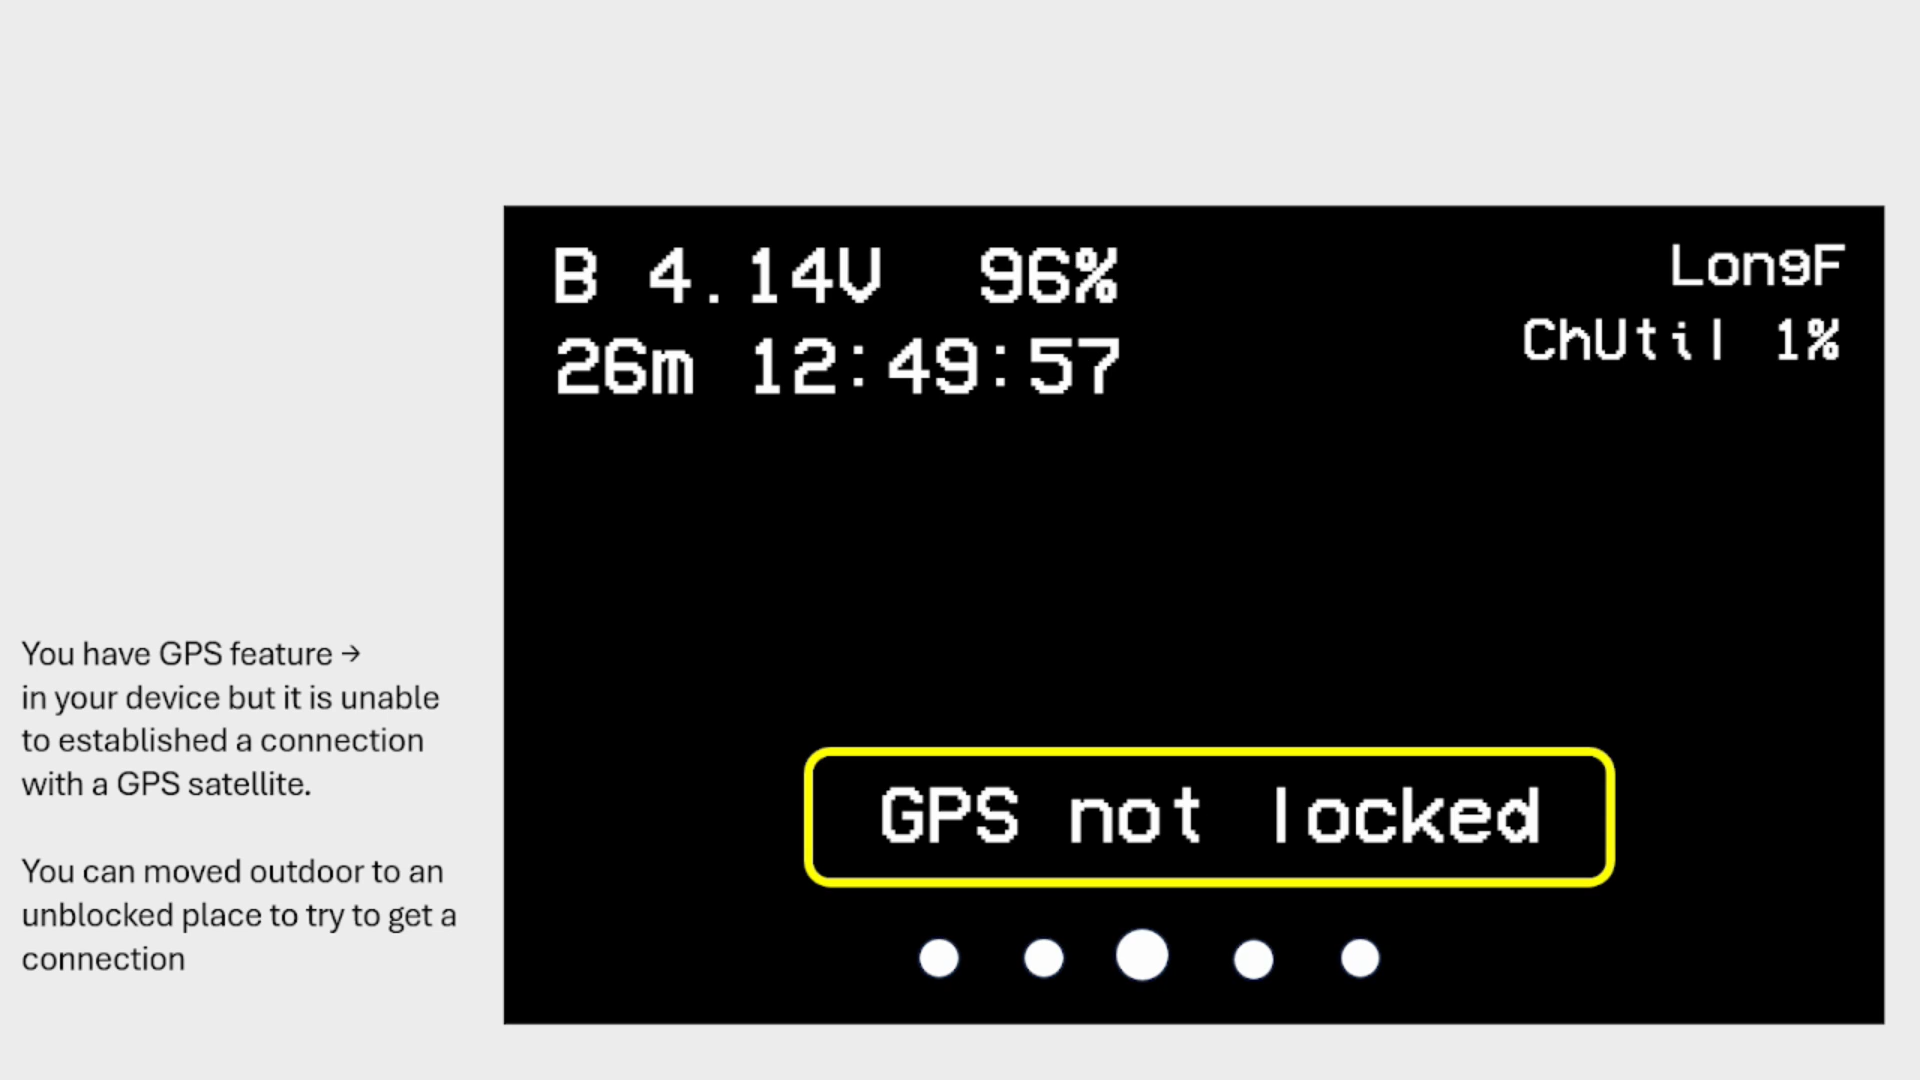 B 4.14V 96%
LongF
26m 12:49:57
ChUtil 1%
You have GPS feature →
in your device but it is unable
to established a connection
with a GPS satellite.
You can moved outdoor to an
unblocked place to try to get a
connection
GPS not locked